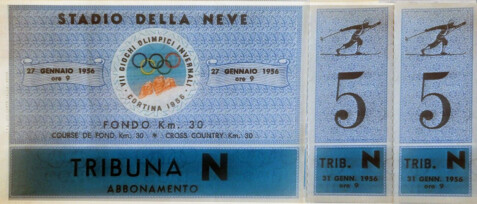 STADIO DELLA NEVE
VII GIOCHI OLIMPICI INVERNALI
CORTINA 1956
27 GENNAIO 1956
ore 9
27 GENNAIO 1956
ore 9
FONDO Km. 30
COURSE DE FOND Km. 30 - * - CROSS COUNTRY Km. 30
TRIBUNA N
ABBONAMENTO
5
TRIB. N
31 GENN. 1956
ore 9
5
TRIB. N
31 GENN. 1956
ore 9